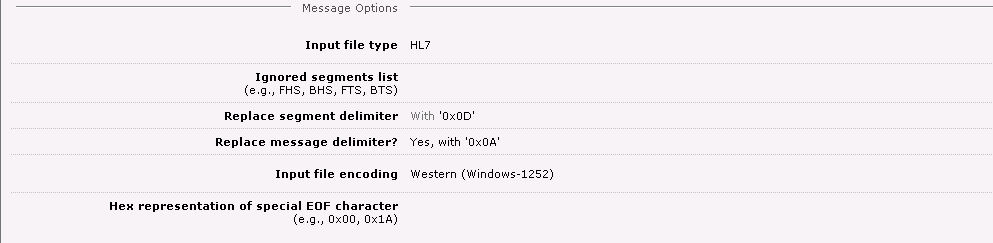 Message Options
Input file type HL7
Ignored segments list
(e.g., FHS, BHS, FTS, BTS)
Replace segment delimiter With '0x0D'
Replace message delimiter? Yes, with '0x0A'
Input file encoding Western (Windows-1252)
Hex representation of special EOF character
(e.g., 0x00, 0x1A)